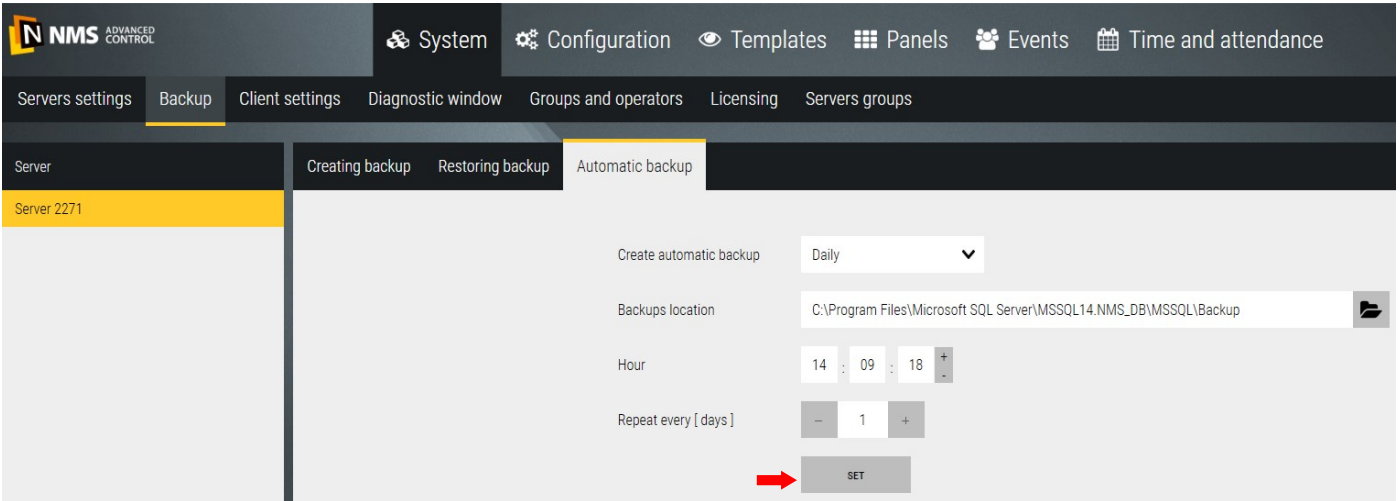 N NMS ADVANCED CONTROL
System Configuration Templates Panels Events Time and attendance
Servers settings Backup Client settings Diagnostic window Groups and operators Licensing Servers groups
Server
Creating backup Restoring backup Automatic backup
Server 2271
Create automatic backup Daily
Backups location C:\Program Files\Microsoft SQL Server\MSSQL14.NMS_DB\MSSQL\Backup
Hour 14 : 09 : 18 + -
Repeat every [ days ] – 1 +
SET